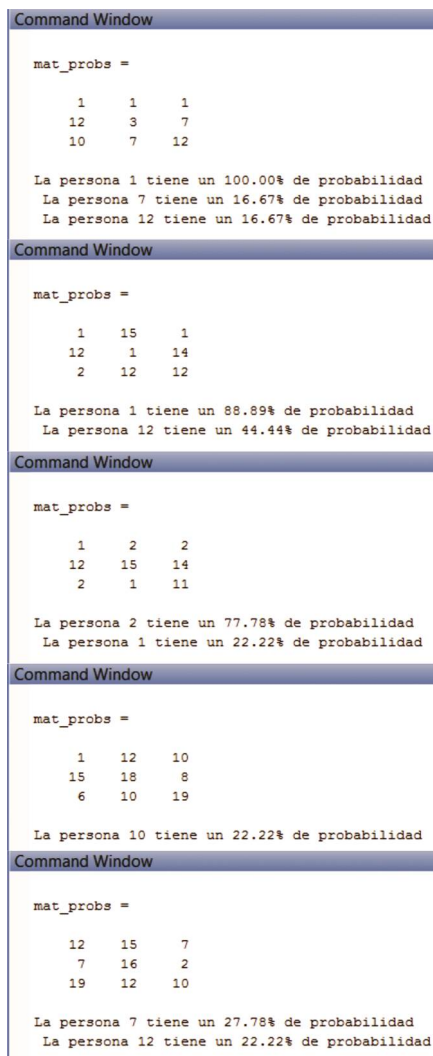 Command Window
mat_probs =
1 1 1
12 3 7
10 7 12
La persona 1 tiene un 100.00% de probabilidad
La persona 7 tiene un 16.67% de probabilidad
La persona 12 tiene un 16.67% de probabilidad
Command Window
mat_probs =
1 15 1
12 1 14
2 12 12
La persona 1 tiene un 88.89% de probabilidad
La persona 12 tiene un 44.44% de probabilidad
Command Window
mat_probs =
1 2 2
12 15 14
2 1 11
La persona 2 tiene un 77.78% de probabilidad
La persona 1 tiene un 22.22% de probabilidad
Command Window
mat_probs =
1 12 10
15 18 8
6 10 19
La persona 10 tiene un 22.22% de probabilidad
Command Window
mat_probs =
12 15 7
7 16 2
19 12 10
La persona 7 tiene un 27.78% de probabilidad
La persona 12 tiene un 22.22% de probabilidad